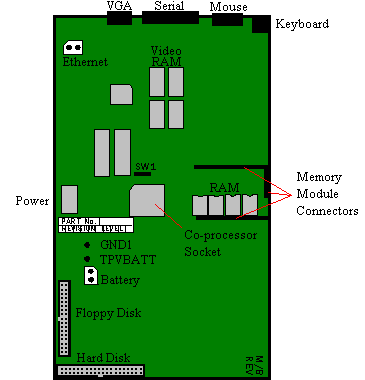 VGA
Serial
Mouse
Keyboard
Video
RAM
Ethernet
SW1
Memory
Module
Connectors
RAM
Power
PART No.
REVISION LEVEL
GND1
TPVBATT
Co-processor
Socket
Battery
Floppy Disk
Hard Disk
M/B
REV